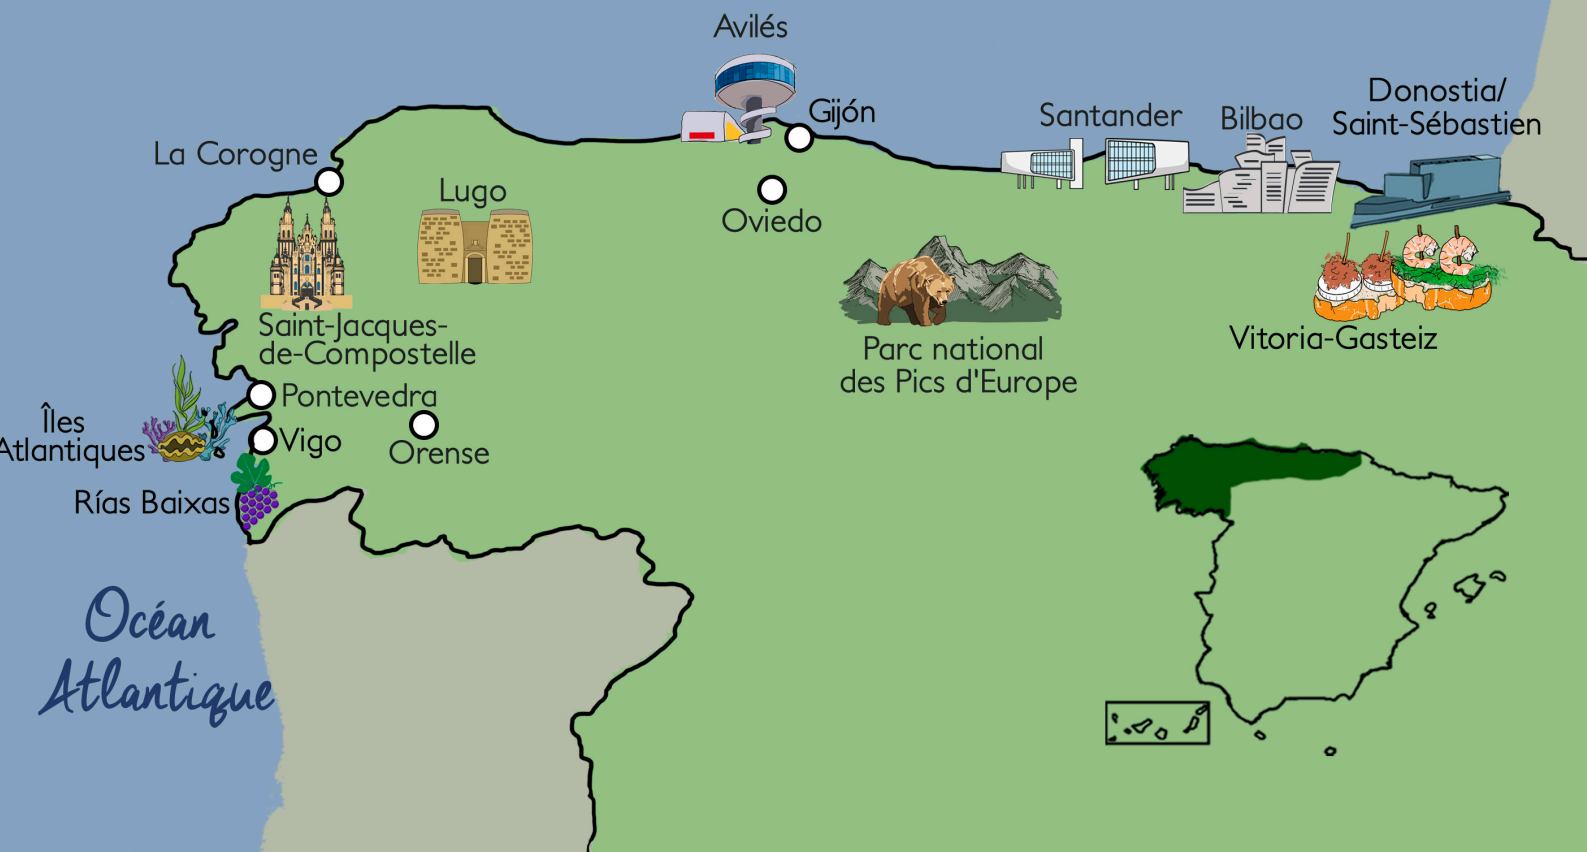 Avilés
Gijón
Donostia/
Saint-Sébastien
Santander
Bilbao
La Corogne
Lugo
Oviedo
Saint-Jacques-
de-Compostelle
Parc national
des Pics d'Europe
Vitoria-Gasteiz
Pontevedra
Îles
Atlantiques
Vigo
Orense
Rías Baixas
Océan
Atlantique